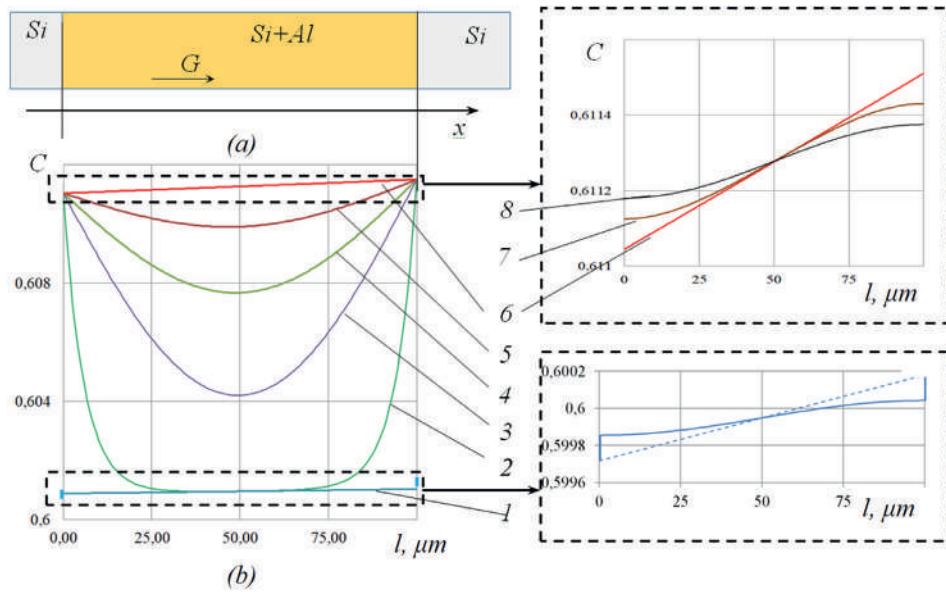 Si
Si+Al
Si
G
x
(a)
C
0,608
0,604
0,6
0,00
25,00
50,00
75,00
l, μm
(b)
8
7
6
5
4
3
2
1
C
0,6114
0,6112
0,611
0
25
50
75
l, μm
0,6002
0,6
0,5998
0,5996
0
25
50
75
l, μm